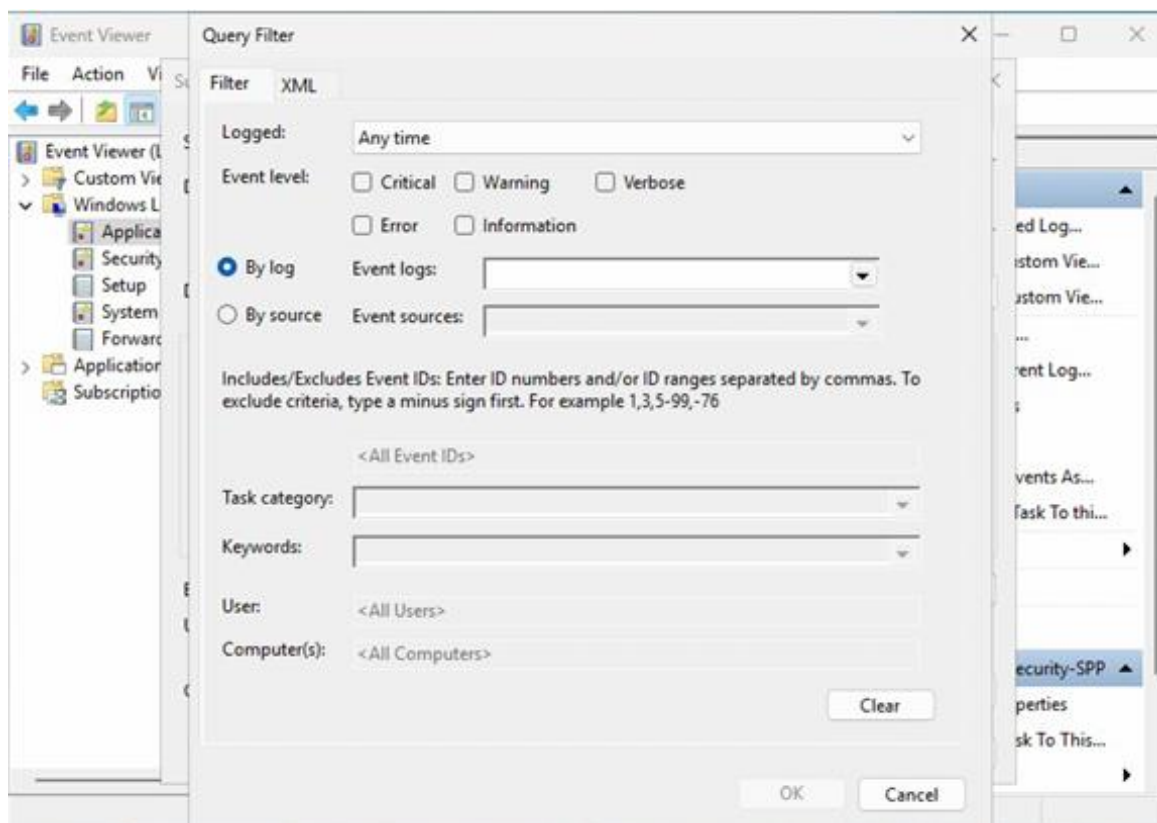 Event Viewer
Query Filter
File Action Vi
Su
Filter XML
Logged: Any time
Event Viewer (L
Event level: Critical Warning Verbose
Custom Vie
Windows L
Error Information
Applica
ed Log...
Security
By log Event logs:
stom Vie...
Setup
ustom Vie...
System
By source Event sources:
Forward
...
Application
rent Log...
Subscriptio
Includes/Excludes Event IDs: Enter ID numbers and/or ID ranges separated by commas. To
exclude criteria, type a minus sign first. For example 1,3,5-99,-76
s
<All Event IDs>
vents As...
Task category:
Task To thi...
Keywords:
User: <All Users>
Computer(s): <All Computers>
ecurity-SPP
Clear
perties
sk To This...
OK Cancel